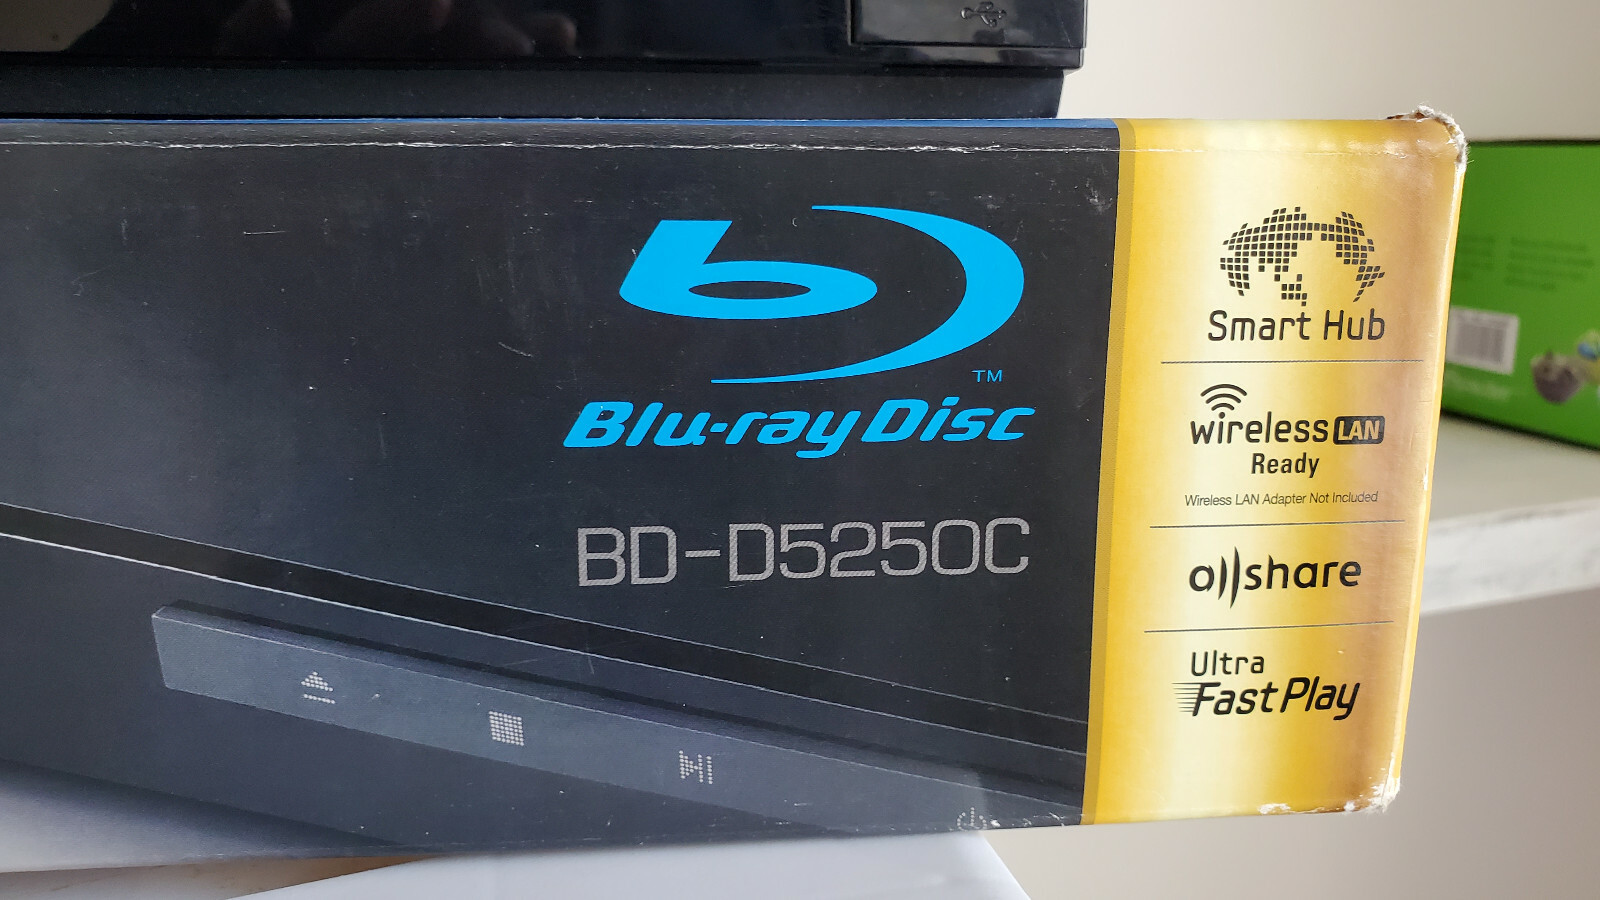 Blu-ray Disc
TM
BD-D5250C
Smart Hub
wireless LAN
Ready
Wireless LAN Adapter Not Included
allshare
Ultra
Fast Play